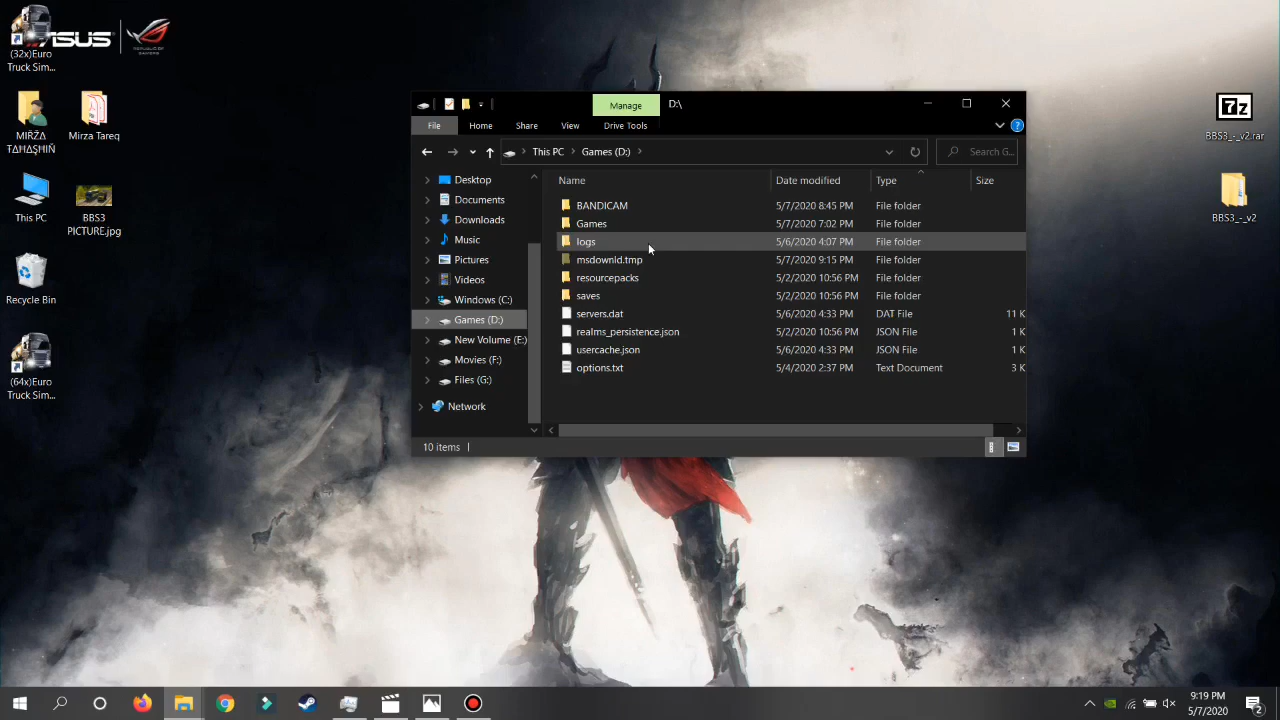 ASUS
REPUBLIC OF GAMERS
(32x)Euro
Truck Sim...
MIŘŽΔ
ŦΔĦΔŞĦIŇ
Mirza Tareq
This PC
BBS3
PICTURE.jpg
Recycle Bin
(64x)Euro
Truck Sim...
7z
BBS3_-_v2.rar
BBS3_-_v2
Manage
D:\
File
Home
Share
View
Drive Tools
This PC
Games (D:)
Search G...
Desktop
Documents
Downloads
Music
Pictures
Videos
Windows (C:)
Games (D:)
New Volume (E:)
Movies (F:)
Files (G:)
Network
Name Date modified Type Size
BANDICAM 5/7/2020 8:45 PM File folder
Games 5/7/2020 7:02 PM File folder
logs 5/6/2020 4:07 PM File folder
msdownld.tmp 5/7/2020 9:15 PM File folder
resourcepacks 5/2/2020 10:56 PM File folder
saves 5/2/2020 10:56 PM File folder
servers.dat 5/6/2020 4:33 PM DAT File 11 K
realms_persistence.json 5/2/2020 10:56 PM JSON File 1 K
usercache.json 5/6/2020 4:33 PM JSON File 1 K
options.txt 5/4/2020 2:37 PM Text Document 3 K
10 items
9:19 PM
5/7/2020
2